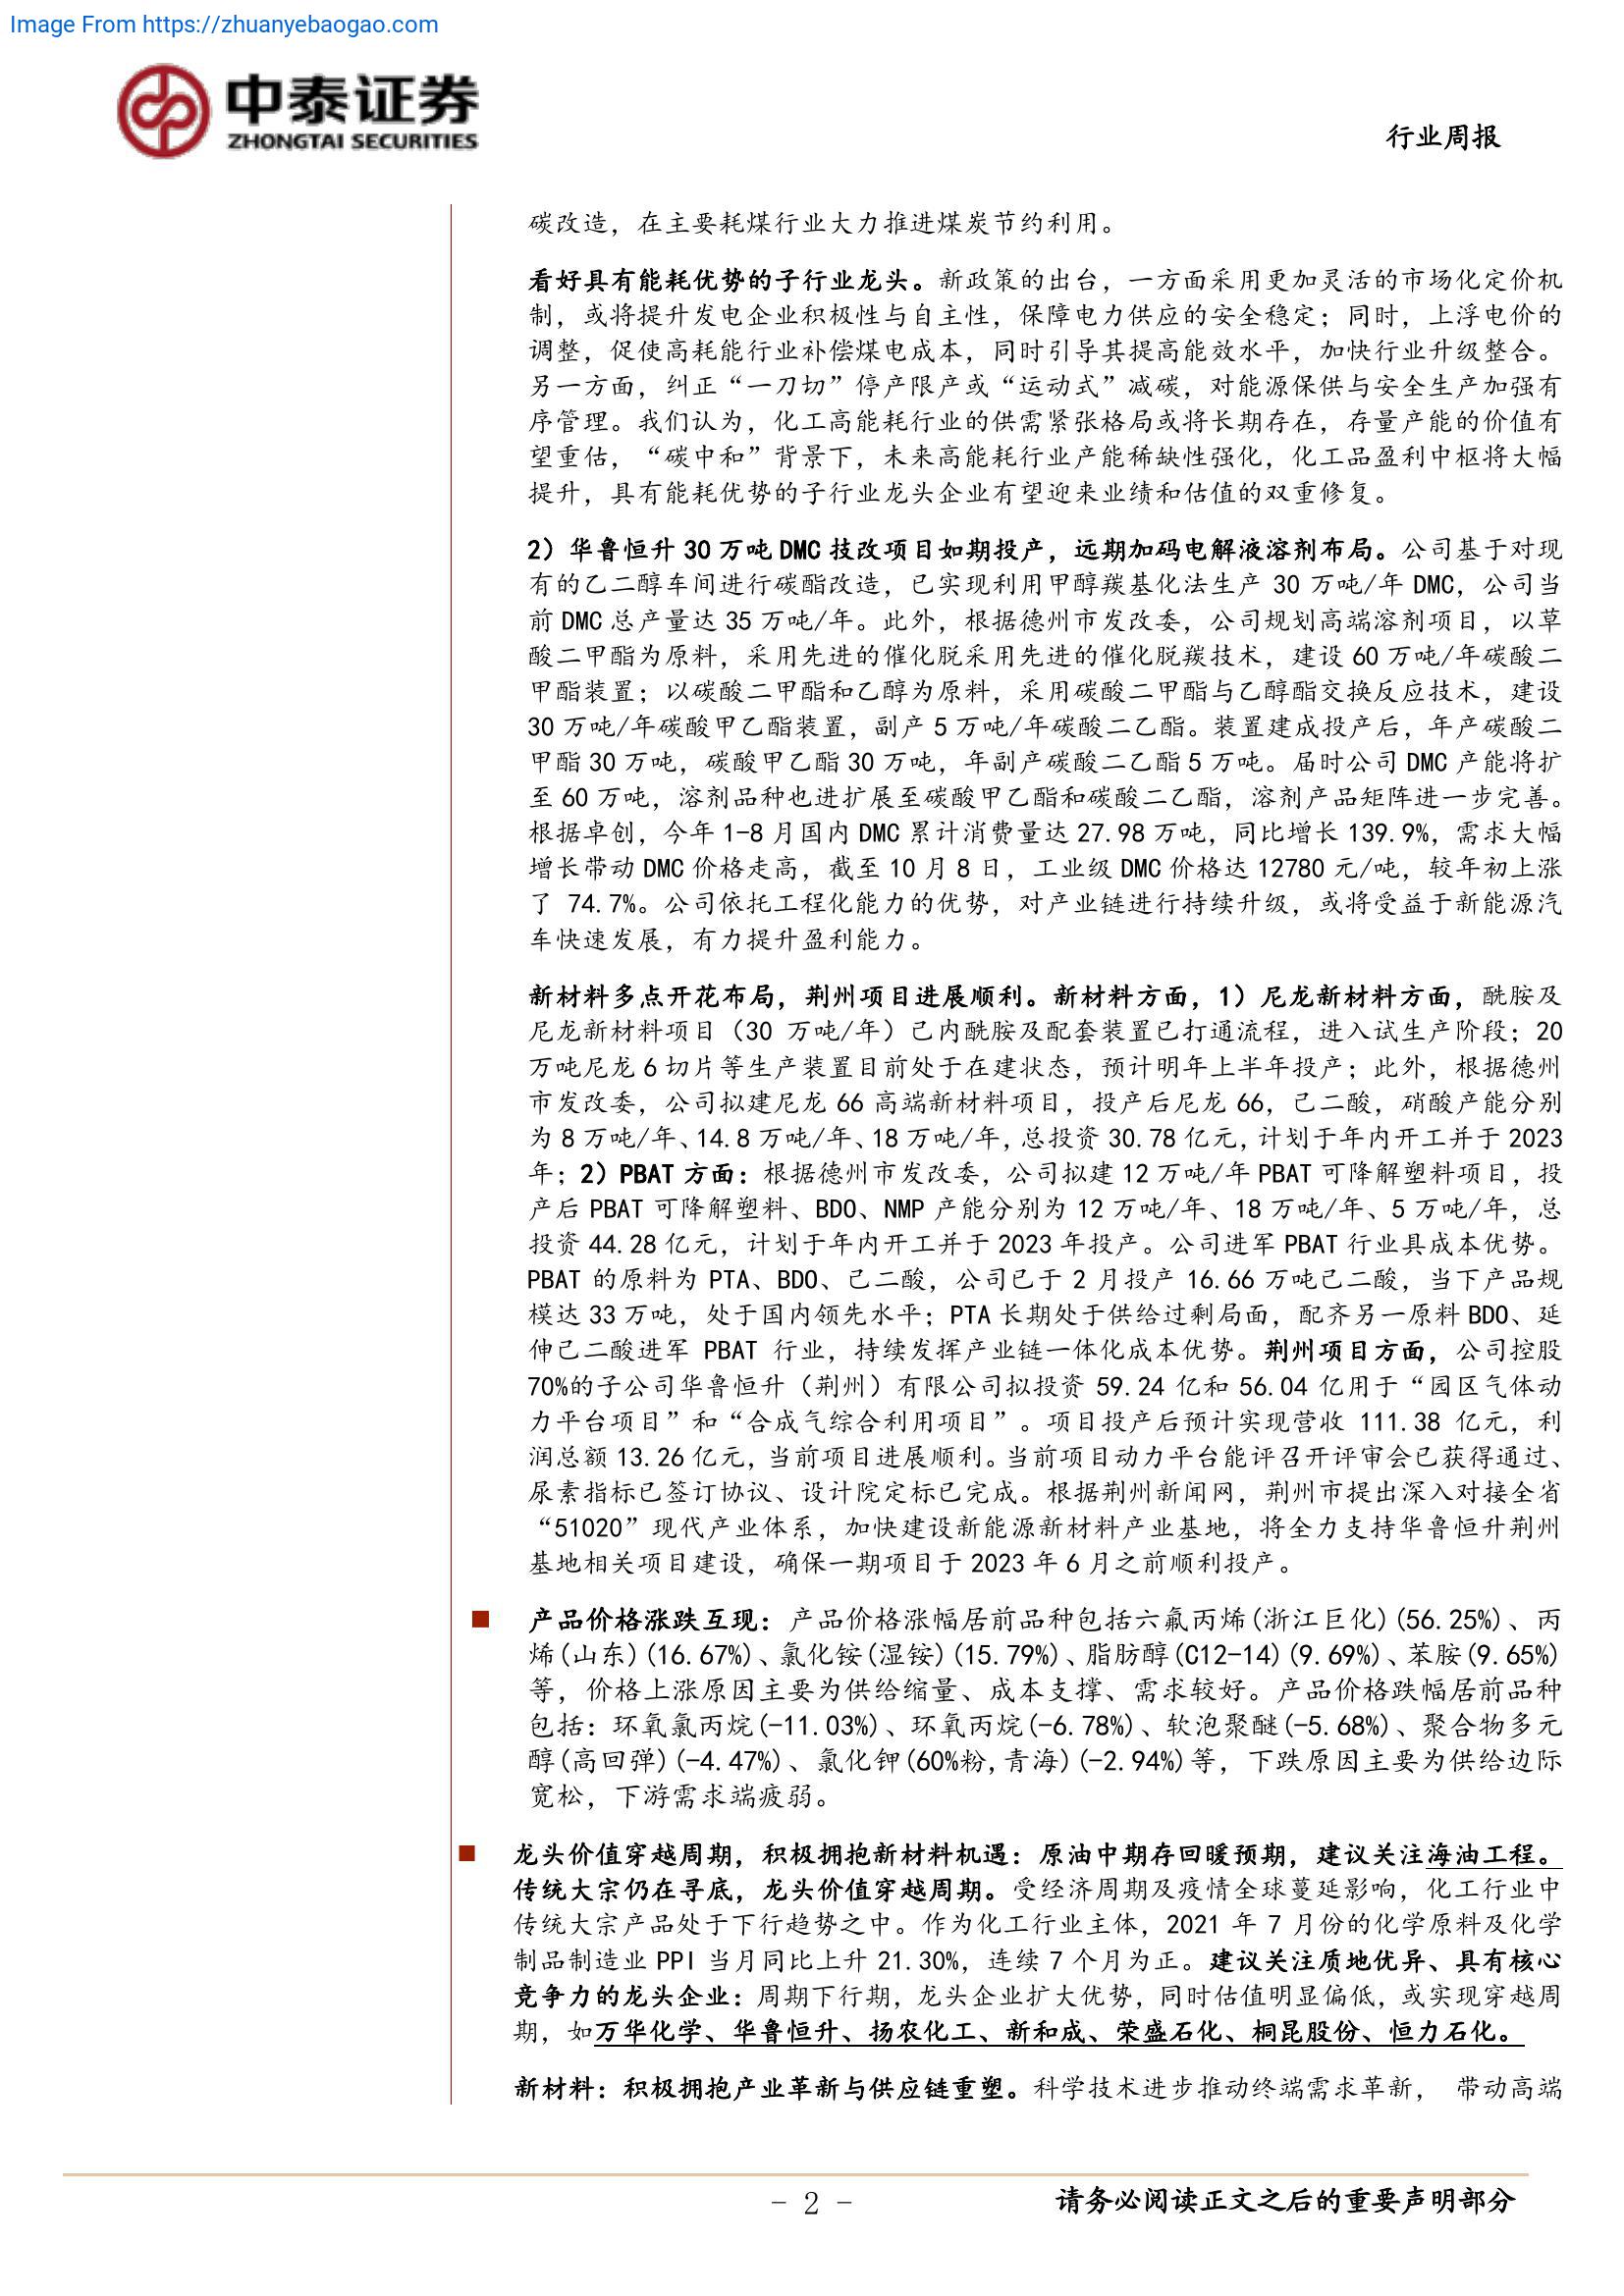 Image From https://zhuanyebaogao.com
中泰证券
ZHONGTAI SECURITIES
行业周报
碳改造，在主要耗煤行业大力推进煤炭节约利用。
看好具有能耗优势的子行业龙头。新政策的出台，一方面采用更加灵活的市场化定价机
制，或将提升发电企业积极性与自主性，保障电力供应的安全稳定；同时，上浮电价的
调整，促使高耗能行业补偿煤电成本，同时引导其提高能效水平，加快行业升级整合。
另一方面，纠正“一刀切”停产限产或“运动式”减碳，对能源保供与安全生产加强有
序管理。我们认为，化工高能耗行业的供需紧张格局或将长期存在，存量产能的价值有
望重估，“碳中和”背景下，未来高能耗行业产能稀缺性强化，化工品盈利中枢将大幅
提升，具有能耗优势的子行业龙头企业有望迎来业绩和估值的双重修复。
2）华鲁恒升 30 万吨 DMC 技改项目如期投产，远期加码电解液溶剂布局。公司基于对现
有的乙二醇车间进行碳酯改造，已实现利用甲醇羰基化法生产 30 万吨/年 DMC，公司当
前 DMC 总产量达 35 万吨/年。此外，根据德州市发改委，公司规划高端溶剂项目，以草
酸二甲酯为原料，采用先进的催化脱采用先进的催化脱羰技术，建设 60 万吨/年碳酸二
甲酯装置；以碳酸二甲酯和乙醇为原料，采用碳酸二甲酯与乙醇酯交换反应技术，建设
30 万吨/年碳酸甲乙酯装置，副产 5 万吨/年碳酸二乙酯。装置建成投产后，年产碳酸二
甲酯 30 万吨，碳酸甲乙酯 30 万吨，年副产碳酸二乙酯 5 万吨。届时公司 DMC 产能将扩
至 60 万吨，溶剂品种也进扩展至碳酸甲乙酯和碳酸二乙酯，溶剂产品矩阵进一步完善。
根据卓创，今年 1-8 月国内 DMC 累计消费量达 27.98 万吨，同比增长 139.9%，需求大幅
增长带动 DMC 价格走高，截至 10 月 8 日，工业级 DMC 价格达 12780 元/吨，较年初上涨
了 74.7%。公司依托工程化能力的优势，对产业链进行持续升级，或将受益于新能源汽
车快速发展，有力提升盈利能力。
新材料多点开花布局，荆州项目进展顺利。新材料方面，1）尼龙新材料方面，酰胺及
尼龙新材料项目（30 万吨/年）己内酰胺及配套装置已打通流程，进入试生产阶段；20
万吨尼龙 6 切片等生产装置目前处于在建状态，预计明年上半年投产；此外，根据德州
市发改委，公司拟建尼龙 66 高端新材料项目，投产后尼龙 66，己二酸，硝酸产能分别
为 8 万吨/年、14.8 万吨/年、18 万吨/年，总投资 30.78 亿元，计划于年内开工并于 2023
年；2）PBAT 方面：根据德州市发改委，公司拟建 12 万吨/年 PBAT 可降解塑料项目，投
产后 PBAT 可降解塑料、BDO、NMP 产能分别为 12 万吨/年、18 万吨/年、5 万吨/年，总
投资 44.28 亿元，计划于年内开工并于 2023 年投产。公司进军 PBAT 行业具成本优势。
PBAT 的原料为 PTA、BDO、己二酸，公司已于 2 月投产 16.66 万吨己二酸，当下产品规
模达 33 万吨，处于国内领先水平；PTA 长期处于供给过剩局面，配齐另一原料 BDO、延
伸己二酸进军 PBAT 行业，持续发挥产业链一体化成本优势。荆州项目方面，公司控股
70%的子公司华鲁恒升（荆州）有限公司拟投资 59.24 亿和 56.04 亿用于“园区气体动
力平台项目”和“合成气综合利用项目”。项目投产后预计实现营收 111.38 亿元，利
润总额 13.26 亿元，当前项目进展顺利。当前项目动力平台能评召开评审会已获得通过、
尿素指标已签订协议、设计院定标已完成。根据荆州新闻网，荆州市提出深入对接全省
“51020”现代产业体系，加快建设新能源新材料产业基地，将全力支持华鲁恒升荆州
基地相关项目建设，确保一期项目于 2023 年 6 月之前顺利投产。
■ 产品价格涨跌互现：产品价格涨幅居前品种包括六氟丙烯(浙江巨化)(56.25%)、丙
烯(山东)(16.67%)、氯化铵(湿铵)(15.79%)、脂肪醇(C12-14)(9.69%)、苯胺(9.65%)
等，价格上涨原因主要为供给缩量、成本支撑、需求较好。产品价格跌幅居前品种
包括：环氧氯丙烷(-11.03%)、环氧丙烷(-6.78%)、软泡聚醚(-5.68%)、聚合物多元
醇(高回弹)(-4.47%)、氯化钾(60%粉,青海)(-2.94%)等，下跌原因主要为供给边际
宽松，下游需求端疲弱。
■ 龙头价值穿越周期，积极拥抱新材料机遇：原油中期存回暖预期，建议关注海油工程。
传统大宗仍在寻底，龙头价值穿越周期。受经济周期及疫情全球蔓延影响，化工行业中
传统大宗产品处于下行趋势之中。作为化工行业主体，2021 年 7 月份的化学原料及化学
制品制造业 PPI 当月同比上升 21.30%，连续 7 个月为正。建议关注质地优异、具有核心
竞争力的龙头企业：周期下行期，龙头企业扩大优势，同时估值明显偏低，或实现穿越周
期，如万华化学、华鲁恒升、扬农化工、新和成、荣盛石化、桐昆股份、恒力石化。
新材料：积极拥抱产业革新与供应链重塑。科学技术进步推动终端需求革新， 带动高端
- 2 -
请务必阅读正文之后的重要声明部分